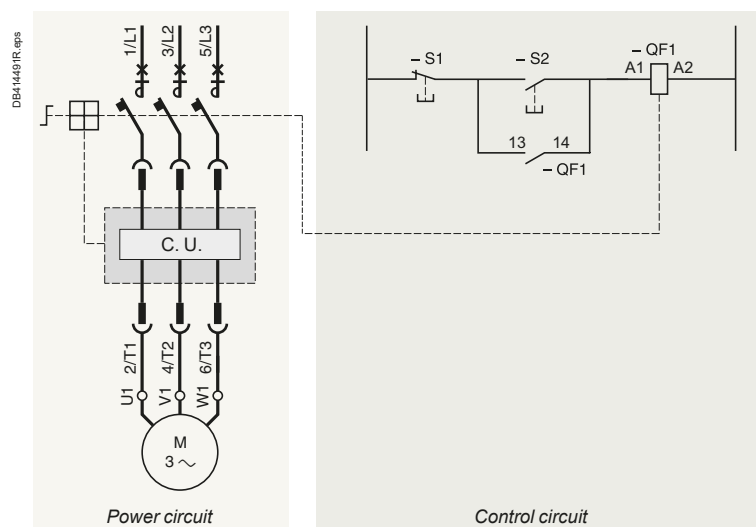 DB414491R.eps
1/L1
3/L2
5/L3
C. U.
2/T1
4/T2
6/T3
U1
V1
W1
M
3 ~
Power circuit
– S1
– S2
– QF1
A1
A2
13
14
– QF1
Control circuit